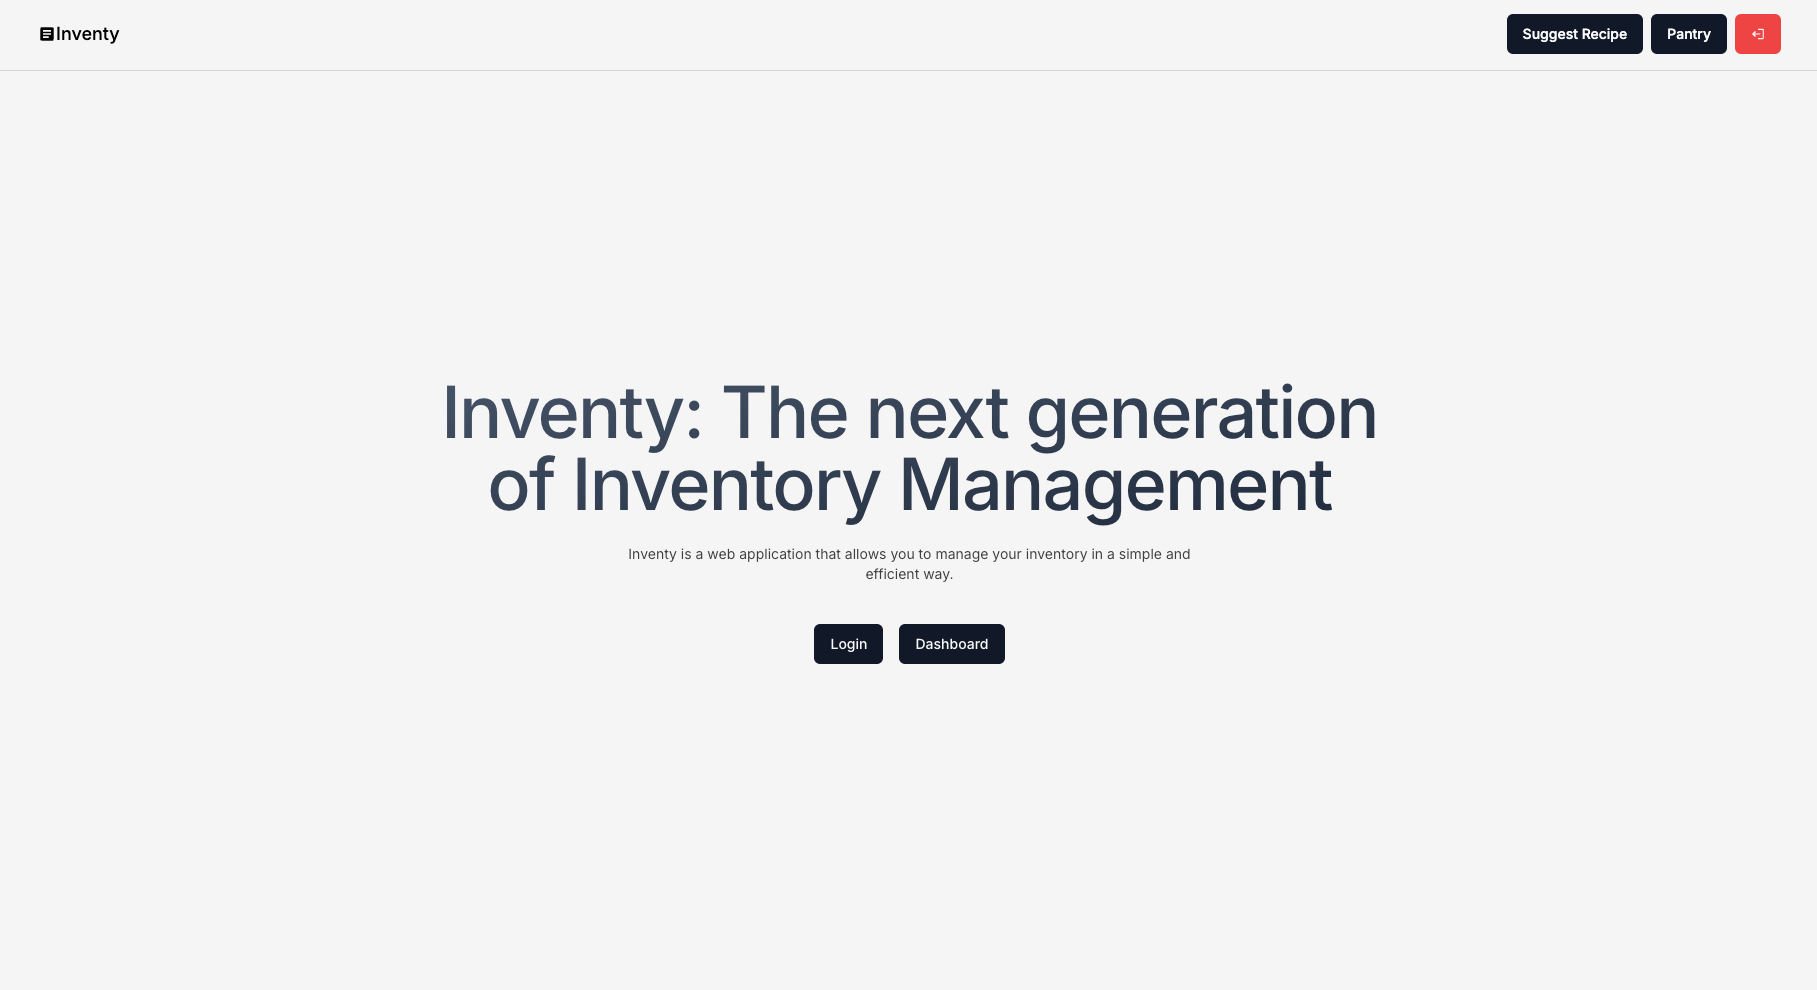 Inventy
Suggest Recipe
Pantry
Inventy: The next generation
of Inventory Management
Inventy is a web application that allows you to manage your inventory in a simple and
efficient way.
Login
Dashboard